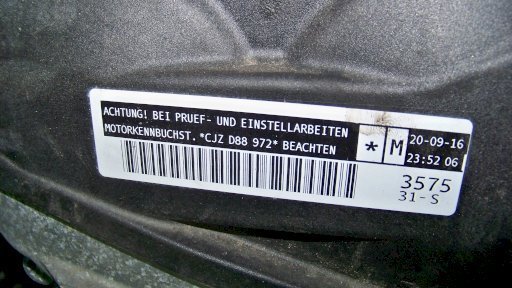 ACHTUNG! BEI PRUEF- UND EINSTELLARBEITEN
MOTORKENNBUCHST. *CJZ D88 972* BEACHTEN
* M
20-09-16
23:52 06
3575
31-S